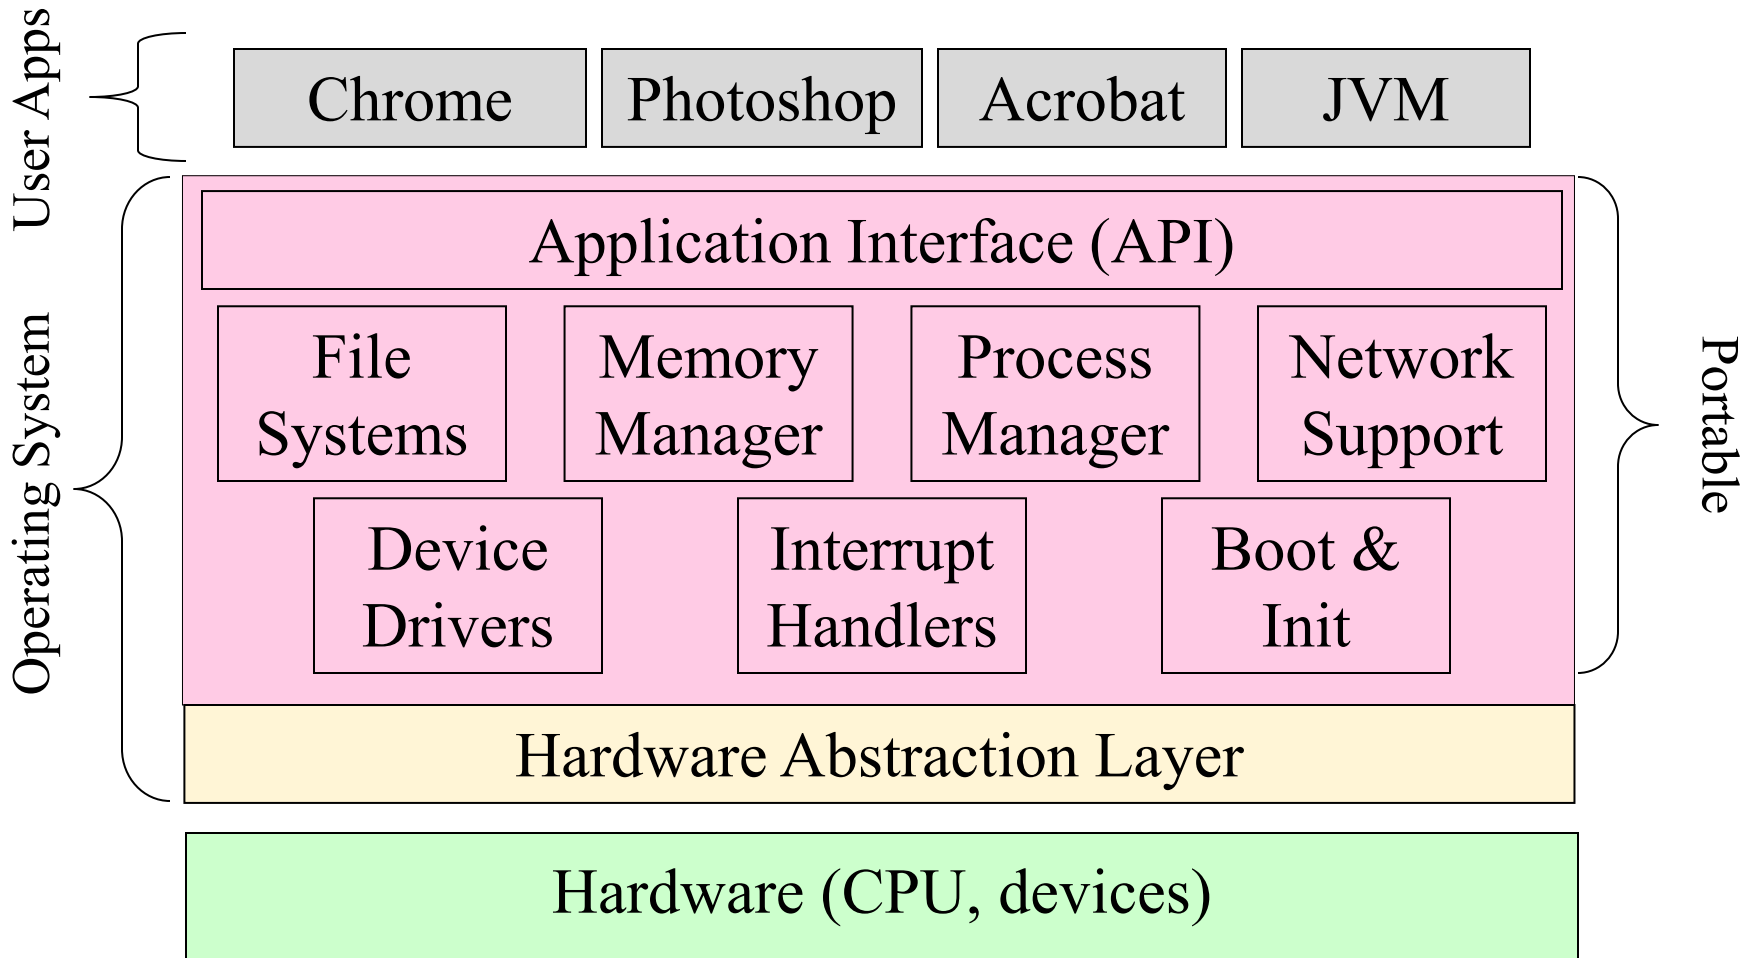 User Apps
Chrome
Photoshop
Acrobat
JVM
Operating System
Application Interface (API)
File
Systems
Memory
Manager
Process
Manager
Network
Support
Device
Drivers
Interrupt
Handlers
Boot &
Init
Portable
Hardware Abstraction Layer
Hardware (CPU, devices)